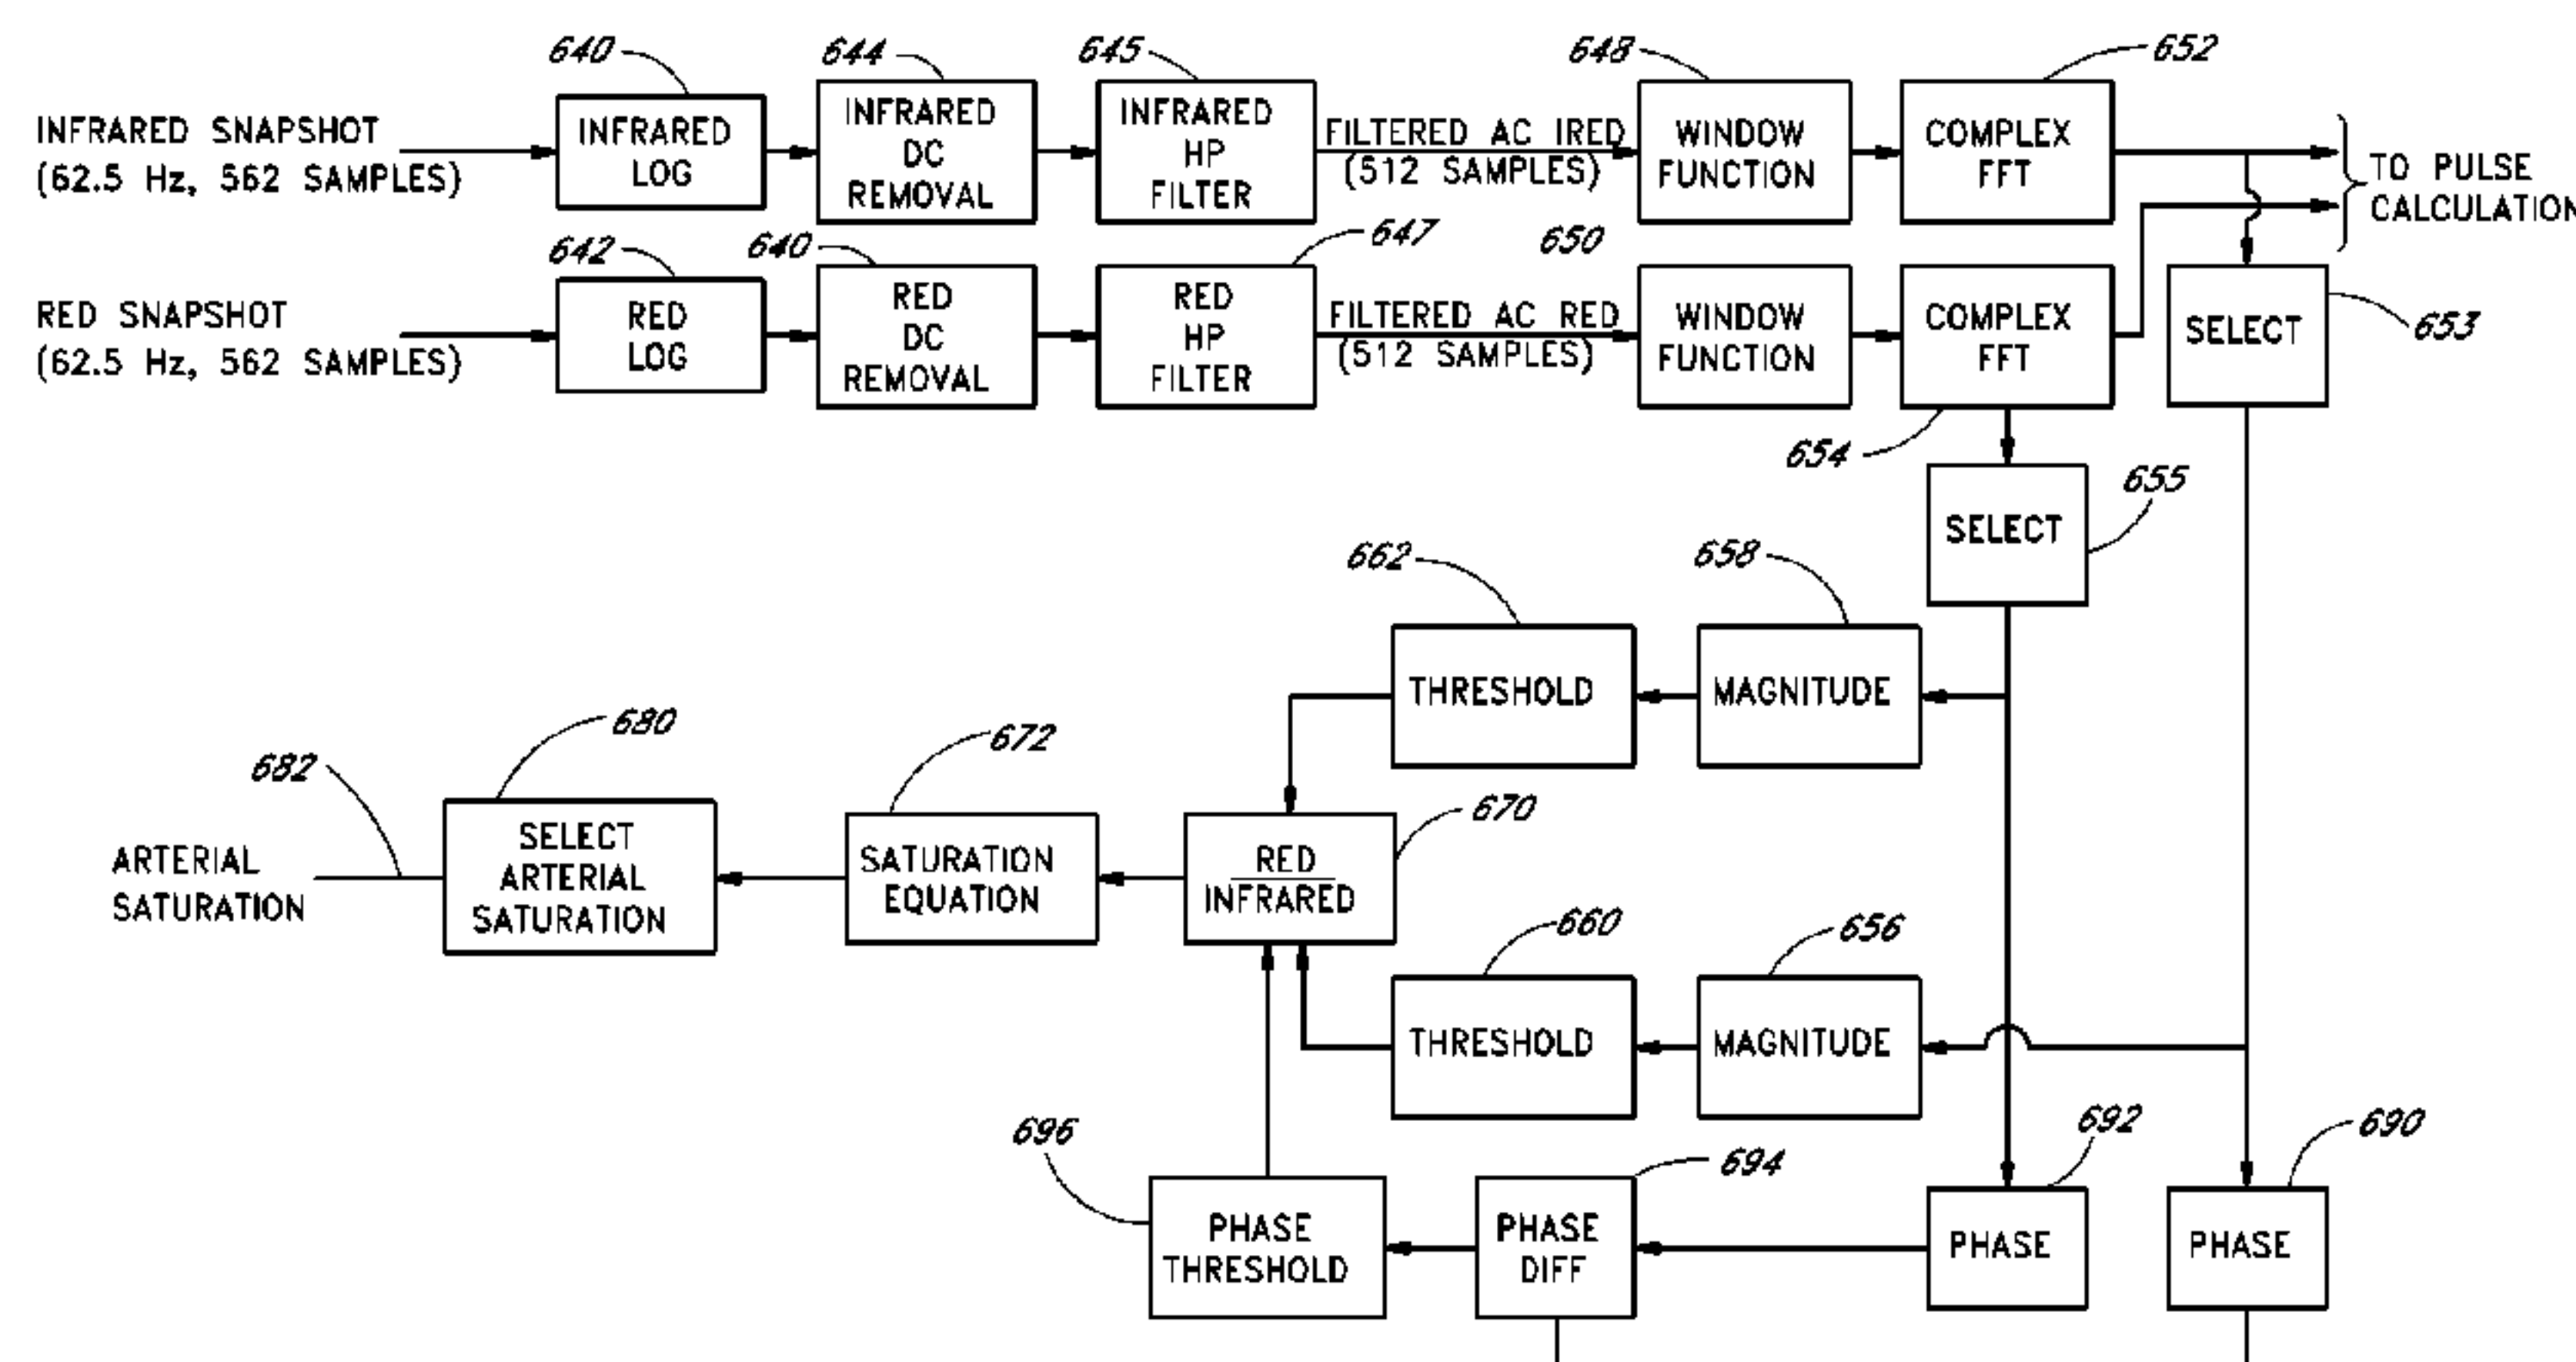 640
644
645
648
652
INFRARED SNAPSHOT
(62.5 Hz, 562 SAMPLES)
INFRARED
LOG
INFRARED
DC
REMOVAL
INFRARED
HP
FILTER
FILTERED AC IRED
(512 SAMPLES)
WINDOW
FUNCTION
COMPLEX
FFT
TO PULSE
CALCULATION
642
640
647
650
RED SNAPSHOT
(62.5 Hz, 562 SAMPLES)
RED
LOG
RED
DC
REMOVAL
RED
HP
FILTER
FILTERED AC RED
(512 SAMPLES)
WINDOW
FUNCTION
COMPLEX
FFT
SELECT
653
654
655
SELECT
662
658
THRESHOLD
MAGNITUDE
682
680
672
670
ARTERIAL
SATURATION
SELECT
ARTERIAL
SATURATION
SATURATION
EQUATION
RED
INFRARED
660
656
THRESHOLD
MAGNITUDE
696
694
692
690
PHASE
THRESHOLD
PHASE
DIFF
PHASE
PHASE